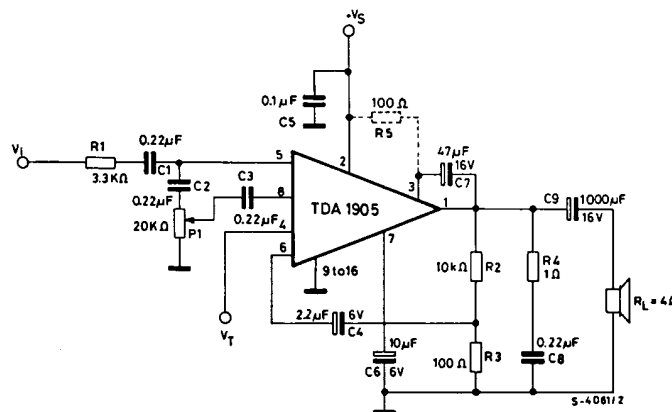 +VS
0.1µF
C5
100Ω
R5
VI
R1
3.3KΩ
0.22µF
C1
C2
0.22µF
20KΩ
P1
C3
0.22µF
5
8
4
6
2
3
1
7
9 to 16
TDA 1905
47µF
16V
C7
C9
1000µF
16V
10kΩ
R2
R4
1Ω
RL = 4Ω
VT
2.2µF
6V
C4
10µF
C6
6V
100Ω
R3
0.22µF
C8
S-4061/2